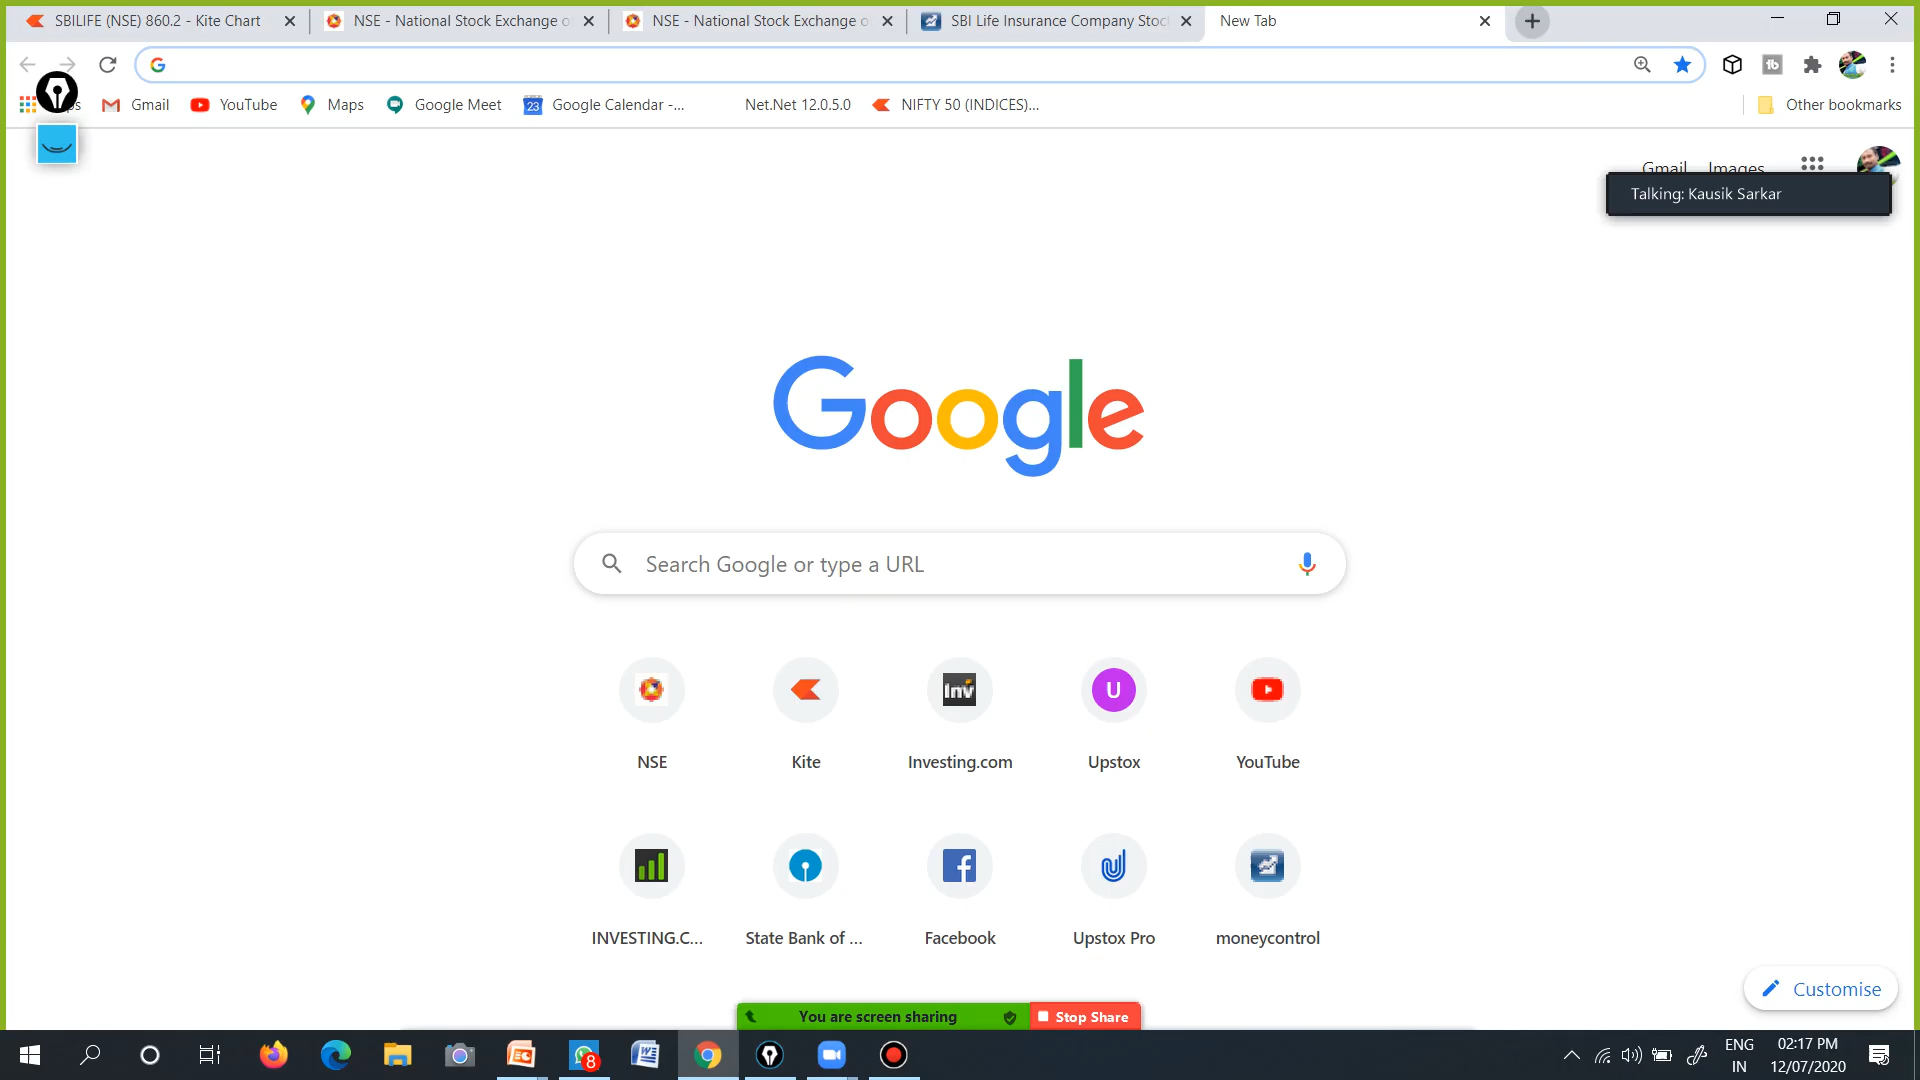 SBILIFE (NSE) 860.2 - Kite Chart
NSE - National Stock Exchange o
NSE - National Stock Exchange o
SBI Life Insurance Company Stoc
New Tab
Gmail
YouTube
Maps
Google Meet
23
Google Calendar -...
Net.Net 12.0.5.0
NIFTY 50 (INDICES)...
Other bookmarks
Gmail
Images
Talking: Kausik Sarkar
Google
Search Google or type a URL
Inv
U
NSE
Kite
Investing.com
Upstox
YouTube
INVESTING.C...
State Bank of ...
Facebook
Upstox Pro
moneycontrol
Customise
You are screen sharing
Stop Share
8
ENG
IN
02:17 PM
12/07/2020